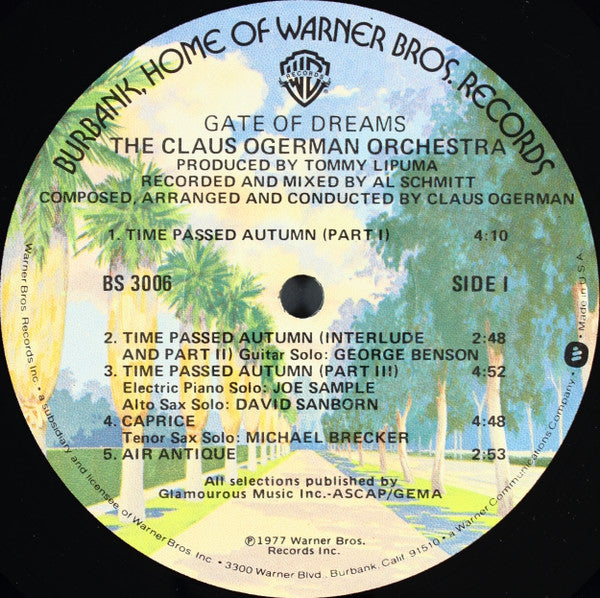 BURBANK, HOME OF WARNER BROS. RECORDS
WB
RECORDS
GATE OF DREAMS
THE CLAUS OGERMAN ORCHESTRA
PRODUCED BY TOMMY LIPUMA
RECORDED AND MIXED BY AL SCHMITT
COMPOSED, ARRANGED AND CONDUCTED BY CLAUS OGERMAN
1. TIME PASSED AUTUMN (PART I) 4:10
BS 3006 SIDE I
2. TIME PASSED AUTUMN (INTERLUDE 2:48
AND PART II) Guitar Solo: GEORGE BENSON
3. TIME PASSED AUTUMN (PART II!) 4:52
Electric Piano Solo: JOE SAMPLE
Alto Sax Solo: DAVID SANBORN
4. CAPRICE 4:48
Tenor Sax Solo: MICHAEL BRECKER
5. AIR ANTIQUE 2:53
All selections published by
Glamourous Music Inc.-ASCAP/GEMA
℗1977 Warner Bros.
Records Inc.
Warner Bros. Records Inc. • a subsidiary and licensee of Warner Bros. Inc. • 3300 Warner Blvd., Burbank, Calif. 91510 • a Warner Communications Company. • Made in U.S.A.